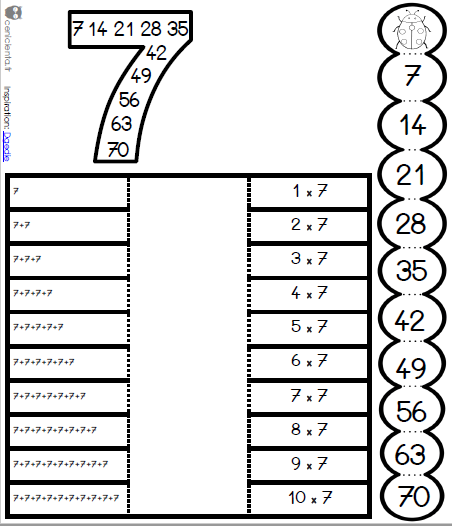 cenicienta.fr
Inspiration:
7 14 21 28 35
42
49
56
63
70
7
1 x 7
7+7
2 x 7
7+7+7
3 x 7
7+7+7+7
4 x 7
7+7+7+7+7
5 x 7
7+7+7+7+7+7
6 x 7
7+7+7+7+7+7+7
7 x 7
7+7+7+7+7+7+7+7
8 x 7
7+7+7+7+7+7+7+7+7
9 x 7
7+7+7+7+7+7+7+7+7+7
10 x 7
7
14
21
28
35
42
49
56
63
70